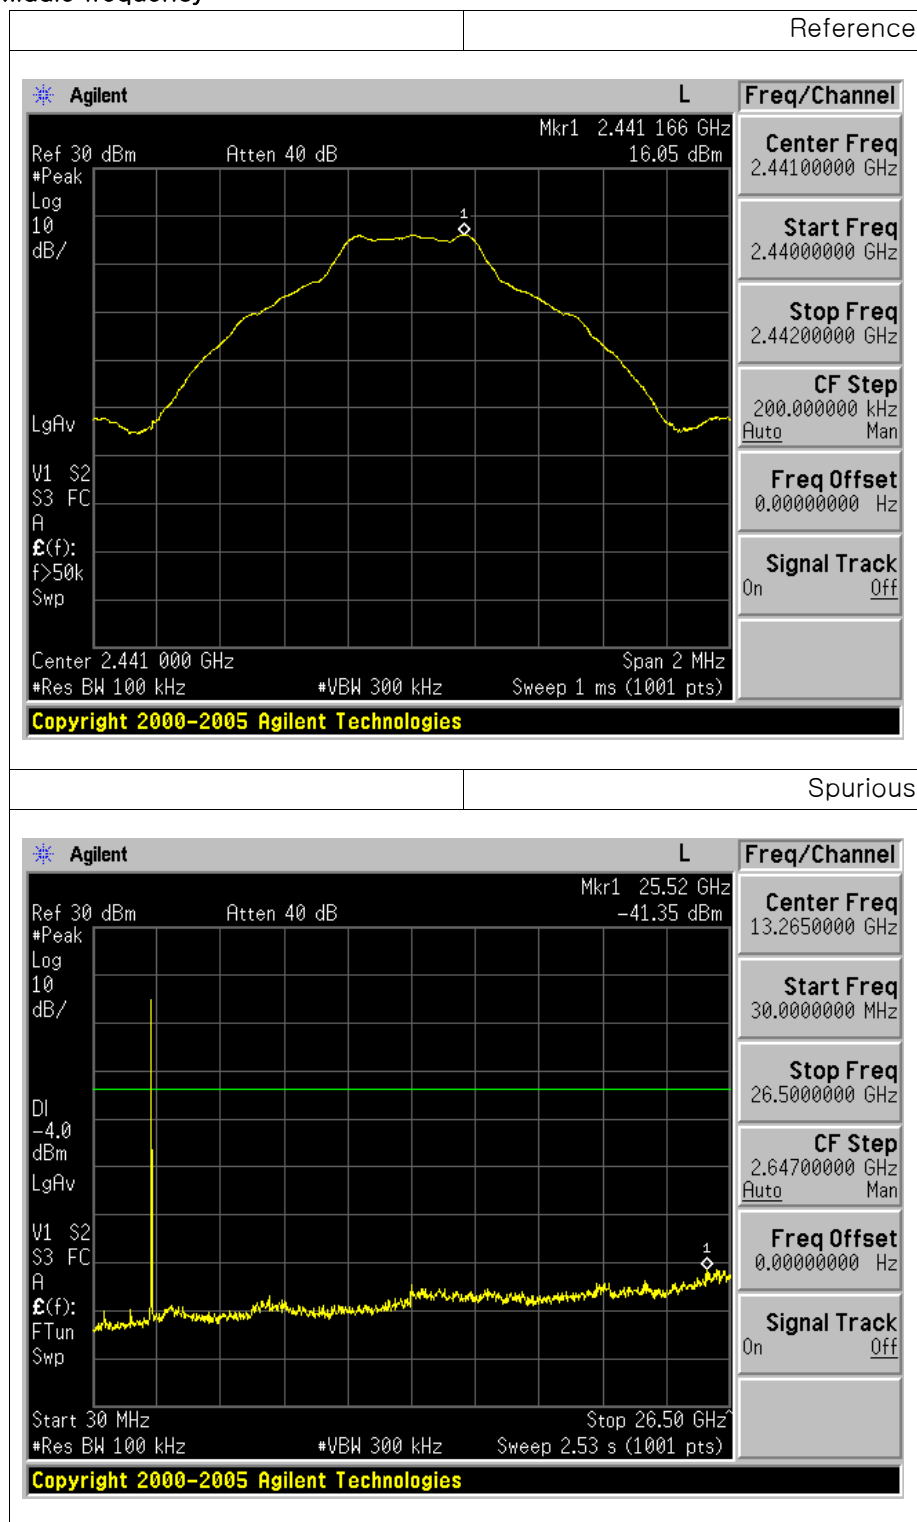 Middle frequency
Reference
Agilent L Freq/Channel
Mkr1 2.441 166 GHz
Ref 30 dBm Atten 40 dB 16.05 dBm
#Peak
Log
10
dB/
1
LgAv
V1 S2
S3 FC
A
£(f):
f>50k
Swp
Center 2.441 000 GHz Span 2 MHz
#Res BW 100 kHz #VBW 300 kHz Sweep 1 ms (1001 pts)
Center Freq
2.44100000 GHz
Start Freq
2.44000000 GHz
Stop Freq
2.44200000 GHz
CF Step
200.000000 kHz
Auto Man
Freq Offset
0.00000000 Hz
Signal Track
On Off
Copyright 2000-2005 Agilent Technologies
Spurious
Agilent L Freq/Channel
Mkr1 25.52 GHz
Ref 30 dBm Atten 40 dB -41.35 dBm
#Peak
Log
10
dB/
DI
-4.0
dBm
LgAv
1
V1 S2
S3 FC
A
£(f):
FTun
Swp
Start 30 MHz Stop 26.50 GHz^
#Res BW 100 kHz #VBW 300 kHz Sweep 2.53 s (1001 pts)
Center Freq
13.2650000 GHz
Start Freq
30.0000000 MHz
Stop Freq
26.5000000 GHz
CF Step
2.64700000 GHz
Auto Man
Freq Offset
0.00000000 Hz
Signal Track
On Off
Copyright 2000-2005 Agilent Technologies